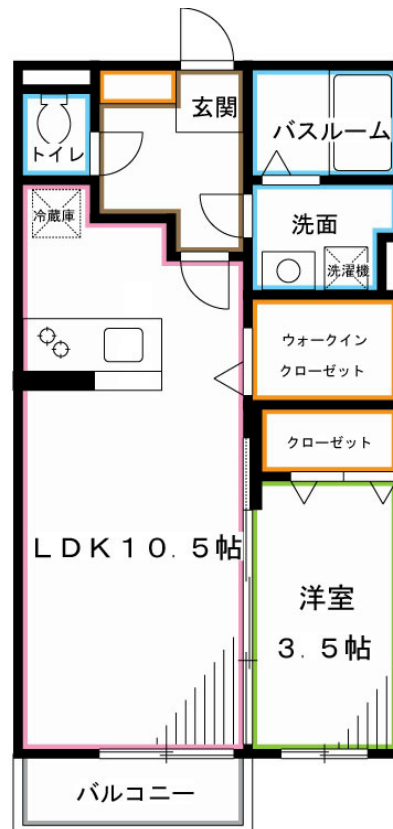 玄関
バスルーム
トイレ
冷蔵庫
洗面
洗濯機
ウォークイン
クローゼット
クローゼット
LDK10.5帖
洋室
3.5帖
バルコニー